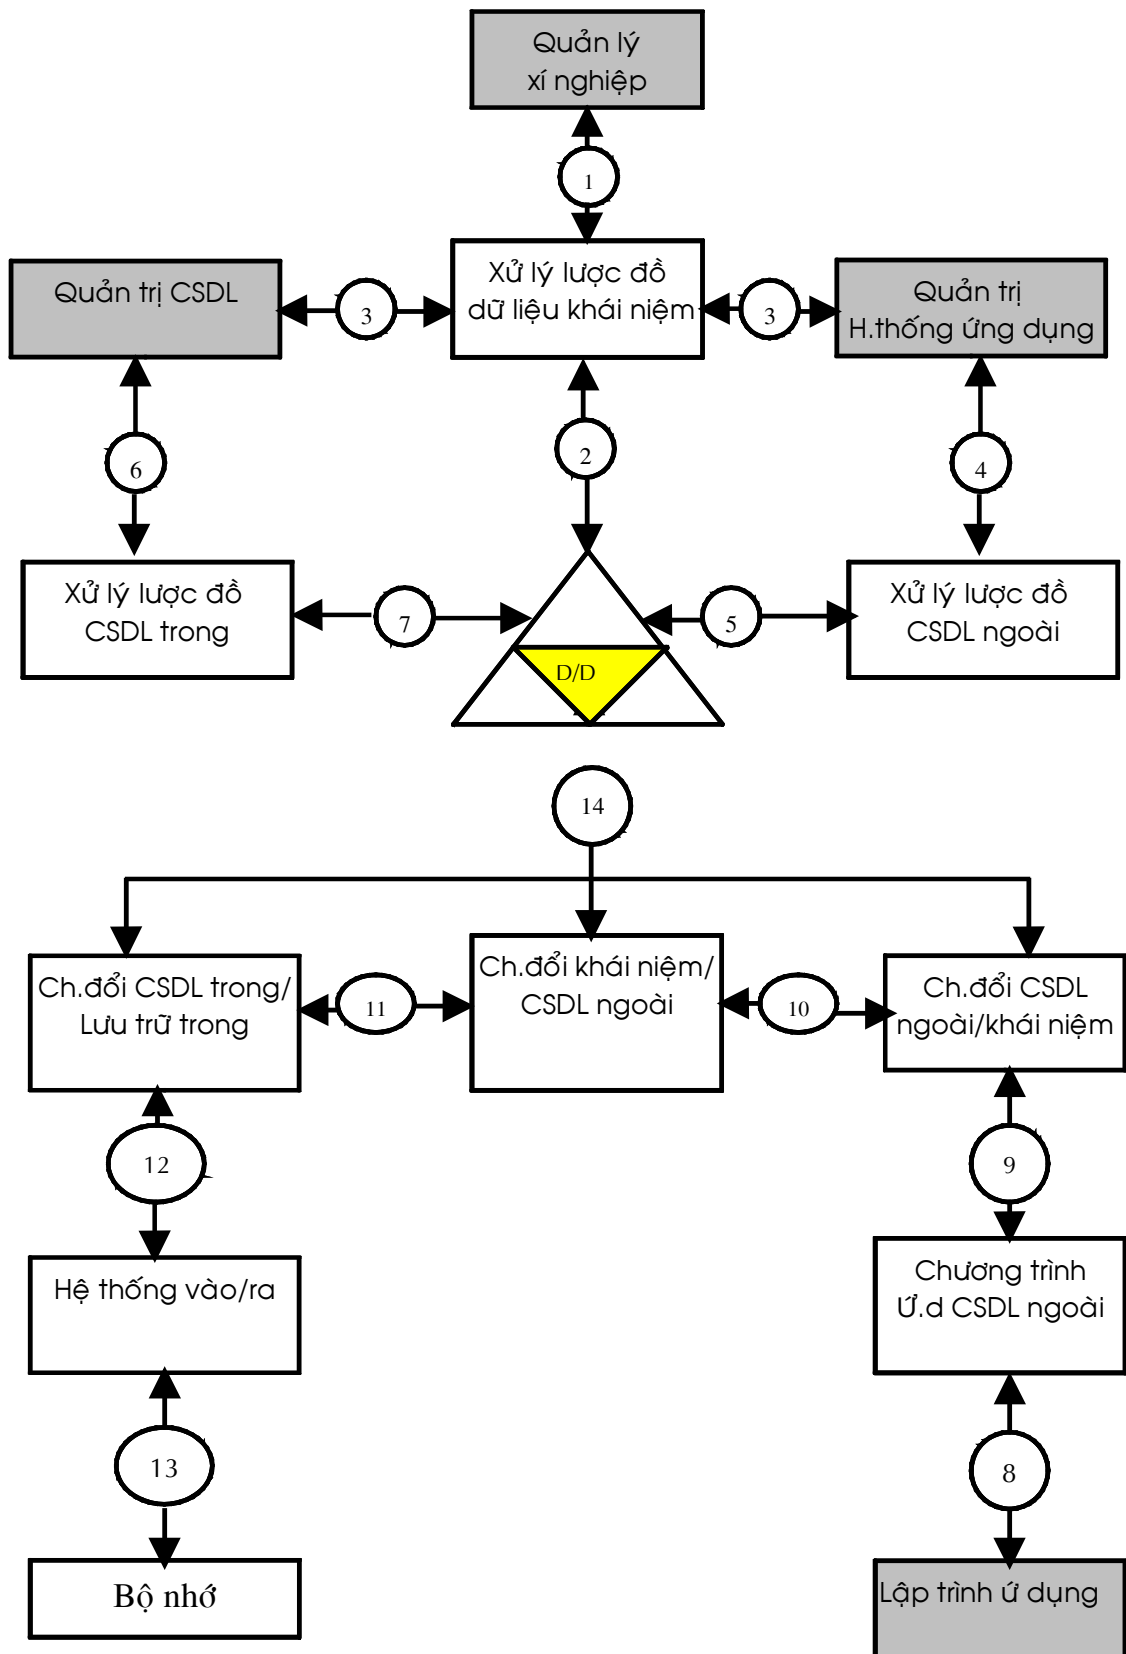 Quản lý
xí nghiệp
1
Quản trị CSDL
3
Xử lý lược đồ
dữ liệu khái niệm
3
Quản trị
H.thống ứng dụng
6
2
4
Xử lý lược đồ
CSDL trong
7
D/D
5
Xử lý lược đồ
CSDL ngoài
14
Ch.đổi CSDL trong/
Lưu trữ trong
11
Ch.đổi khái niệm/
CSDL ngoài
10
Ch.đổi CSDL
ngoài/khái niệm
12
9
Hệ thống vào/ra
Chương trình
Ứ.d CSDL ngoài
13
8
Bộ nhớ
Lập trình ứ dụng